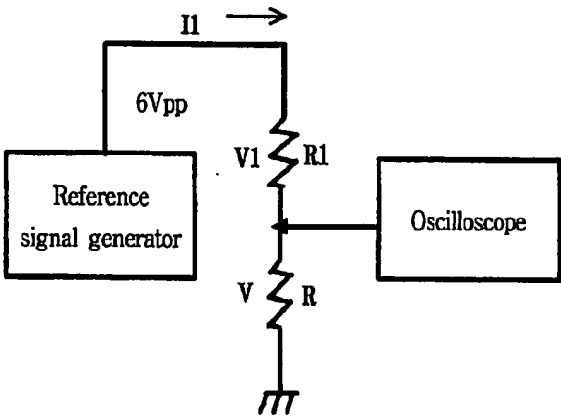 I1
6Vpp
V1 R1
Reference
signal generator
Oscilloscope
V R